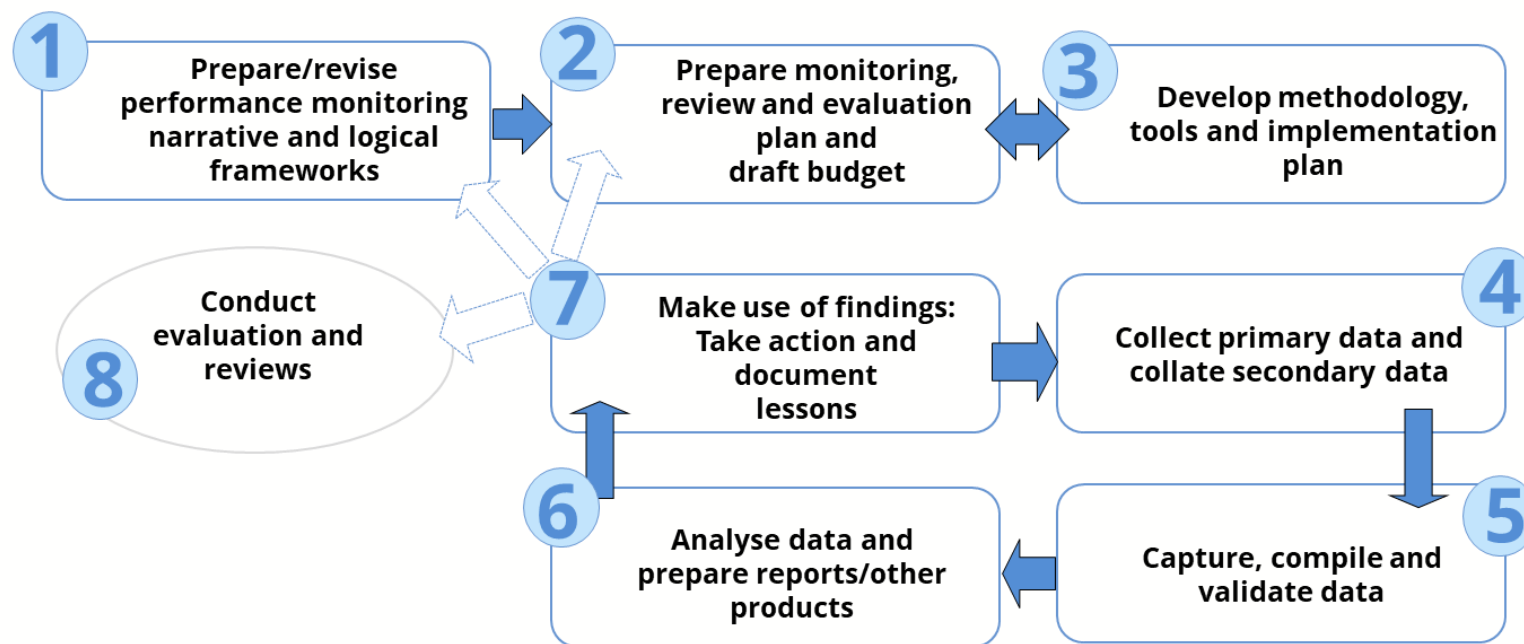 1
Prepare/revise
performance monitoring
narrative and logical
frameworks
2
Prepare monitoring,
review and evaluation
plan and
draft budget
3
Develop methodology,
tools and implementation
plan
4
Collect primary data and
collate secondary data
5
Capture, compile and
validate data
6
Analyse data and
prepare reports/other
products
7
Make use of findings:
Take action and
document
lessons
8
Conduct
evaluation and
reviews